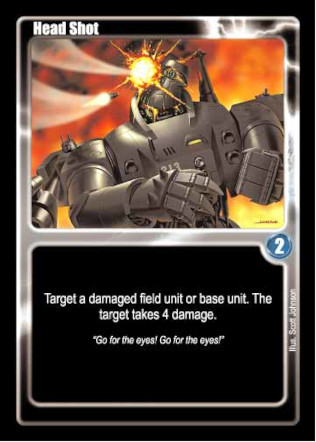 Head Shot
2
Target a damaged field unit or base unit. The
target takes 4 damage.
"Go for the eyes! Go for the eyes!"
Illus. Scott Johnson